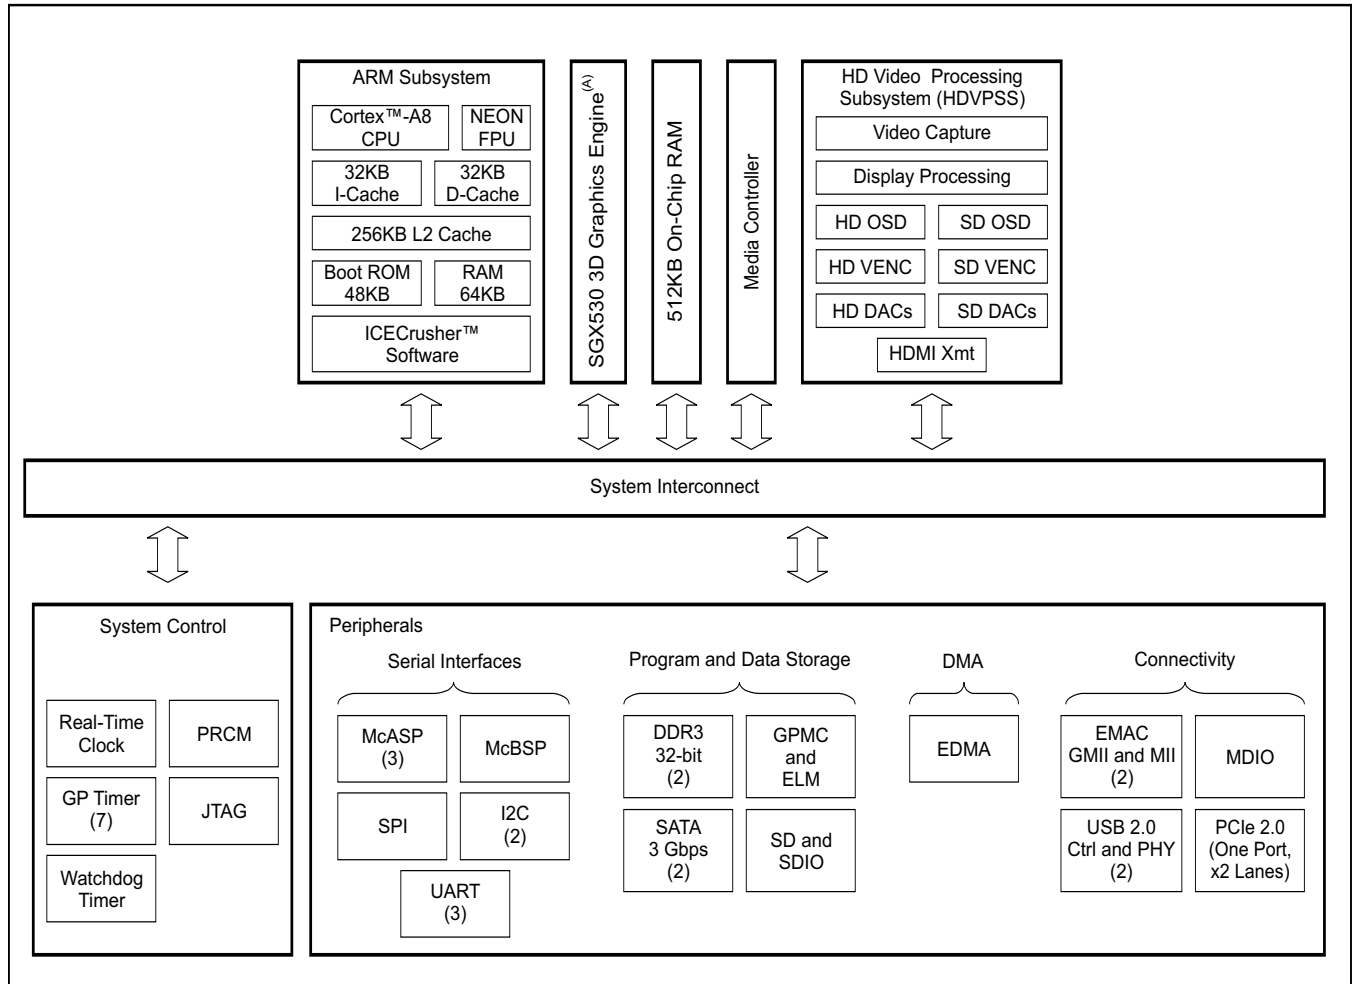 ARM Subsystem
Cortex™-A8
CPU
NEON
FPU
32KB
I-Cache
32KB
D-Cache
256KB L2 Cache
Boot ROM
48KB
RAM
64KB
ICECrusher™
Software
SGX530 3D Graphics Engine(A)
512KB On-Chip RAM
Media Controller
HD Video Processing
Subsystem (HDVPSS)
Video Capture
Display Processing
HD OSD
SD OSD
HD VENC
SD VENC
HD DACs
SD DACs
HDMI Xmt
System Interconnect
System Control
Real-Time
Clock
PRCM
GP Timer
(7)
JTAG
Watchdog
Timer
Peripherals
Serial Interfaces
McASP
(3)
McBSP
SPI
I2C
(2)
UART
(3)
Program and Data Storage
DDR3
32-bit
(2)
GPMC
and
ELM
SATA
3 Gbps
(2)
SD and
SDIO
DMA
EDMA
Connectivity
EMAC
GMII and MII
(2)
MDIO
USB 2.0
Ctrl and PHY
(2)
PCIe 2.0
(One Port,
x2 Lanes)